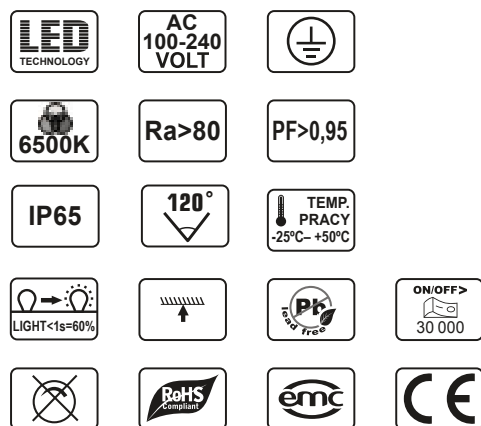 LED
TECHNOLOGY
AC
100-240
VOLT
6500K
Ra>80
PF>0,95
IP65
120°
TEMP.
PRACY
-25ºC– +50ºC
LIGHT<1s=60%
Pb
lead free
ON/OFF>
30 000
RoHS
Compliant
emc
CE